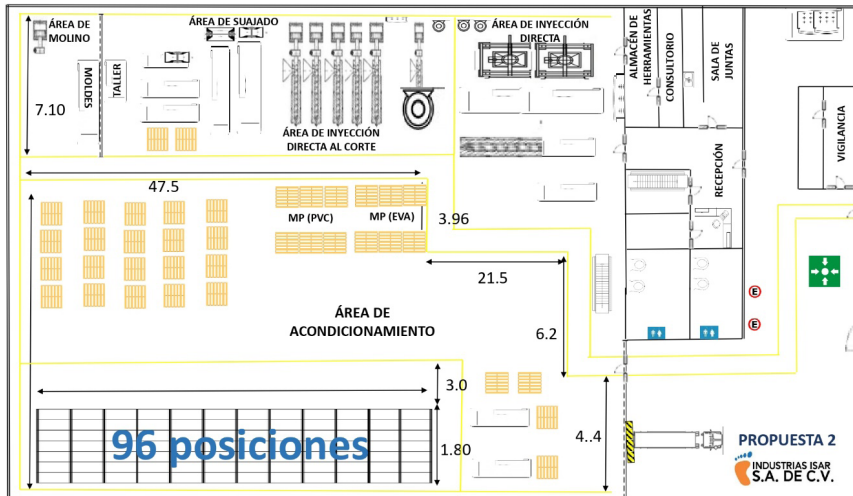 ÁREA DE
MOLINO
ÁREA DE SUAJADO
ÁREA DE INYECCIÓN
DIRECTA
ALMACÉN DE
HERRAMIENTAS
CONSULTORIO
SALA DE
JUNTAS
7.10
MOLDES
TALLER
ÁREA DE INYECCIÓN
DIRECTA AL CORTE
VIGILANCIA
RECEPCIÓN
47.5
MP (PVC)
MP (EVA)
3.96
21.5
ÁREA DE
ACONDICIONAMIENTO
6.2
E
E
3.0
96 posiciones
1.80
4..4
PROPUESTA 2
INDUSTRIAS ISAR
S.A. DE C.V.